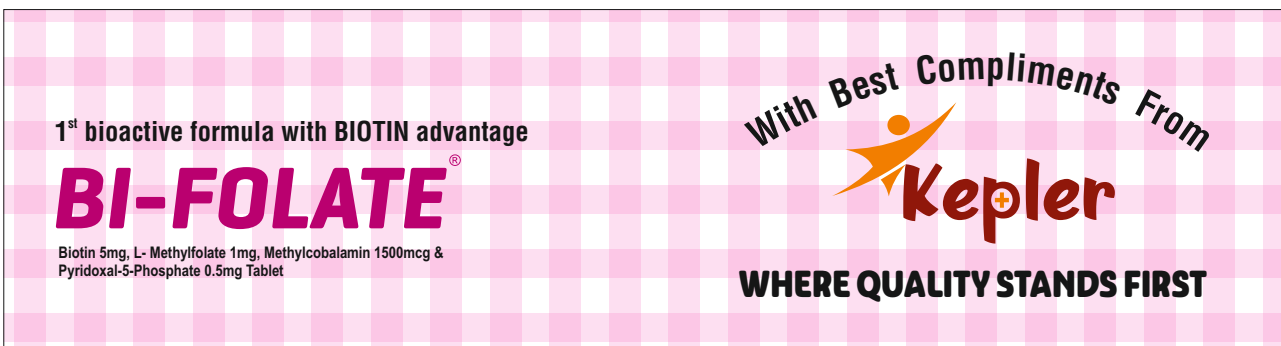 1st bioactive formula with BIOTIN advantage
BI-FOLATE®
Biotin 5mg, L- Methylfolate 1mg, Methylcobalamin 1500mcg &
Pyridoxal-5-Phosphate 0.5mg Tablet
With Best Compliments From
Kepler
WHERE QUALITY STANDS FIRST